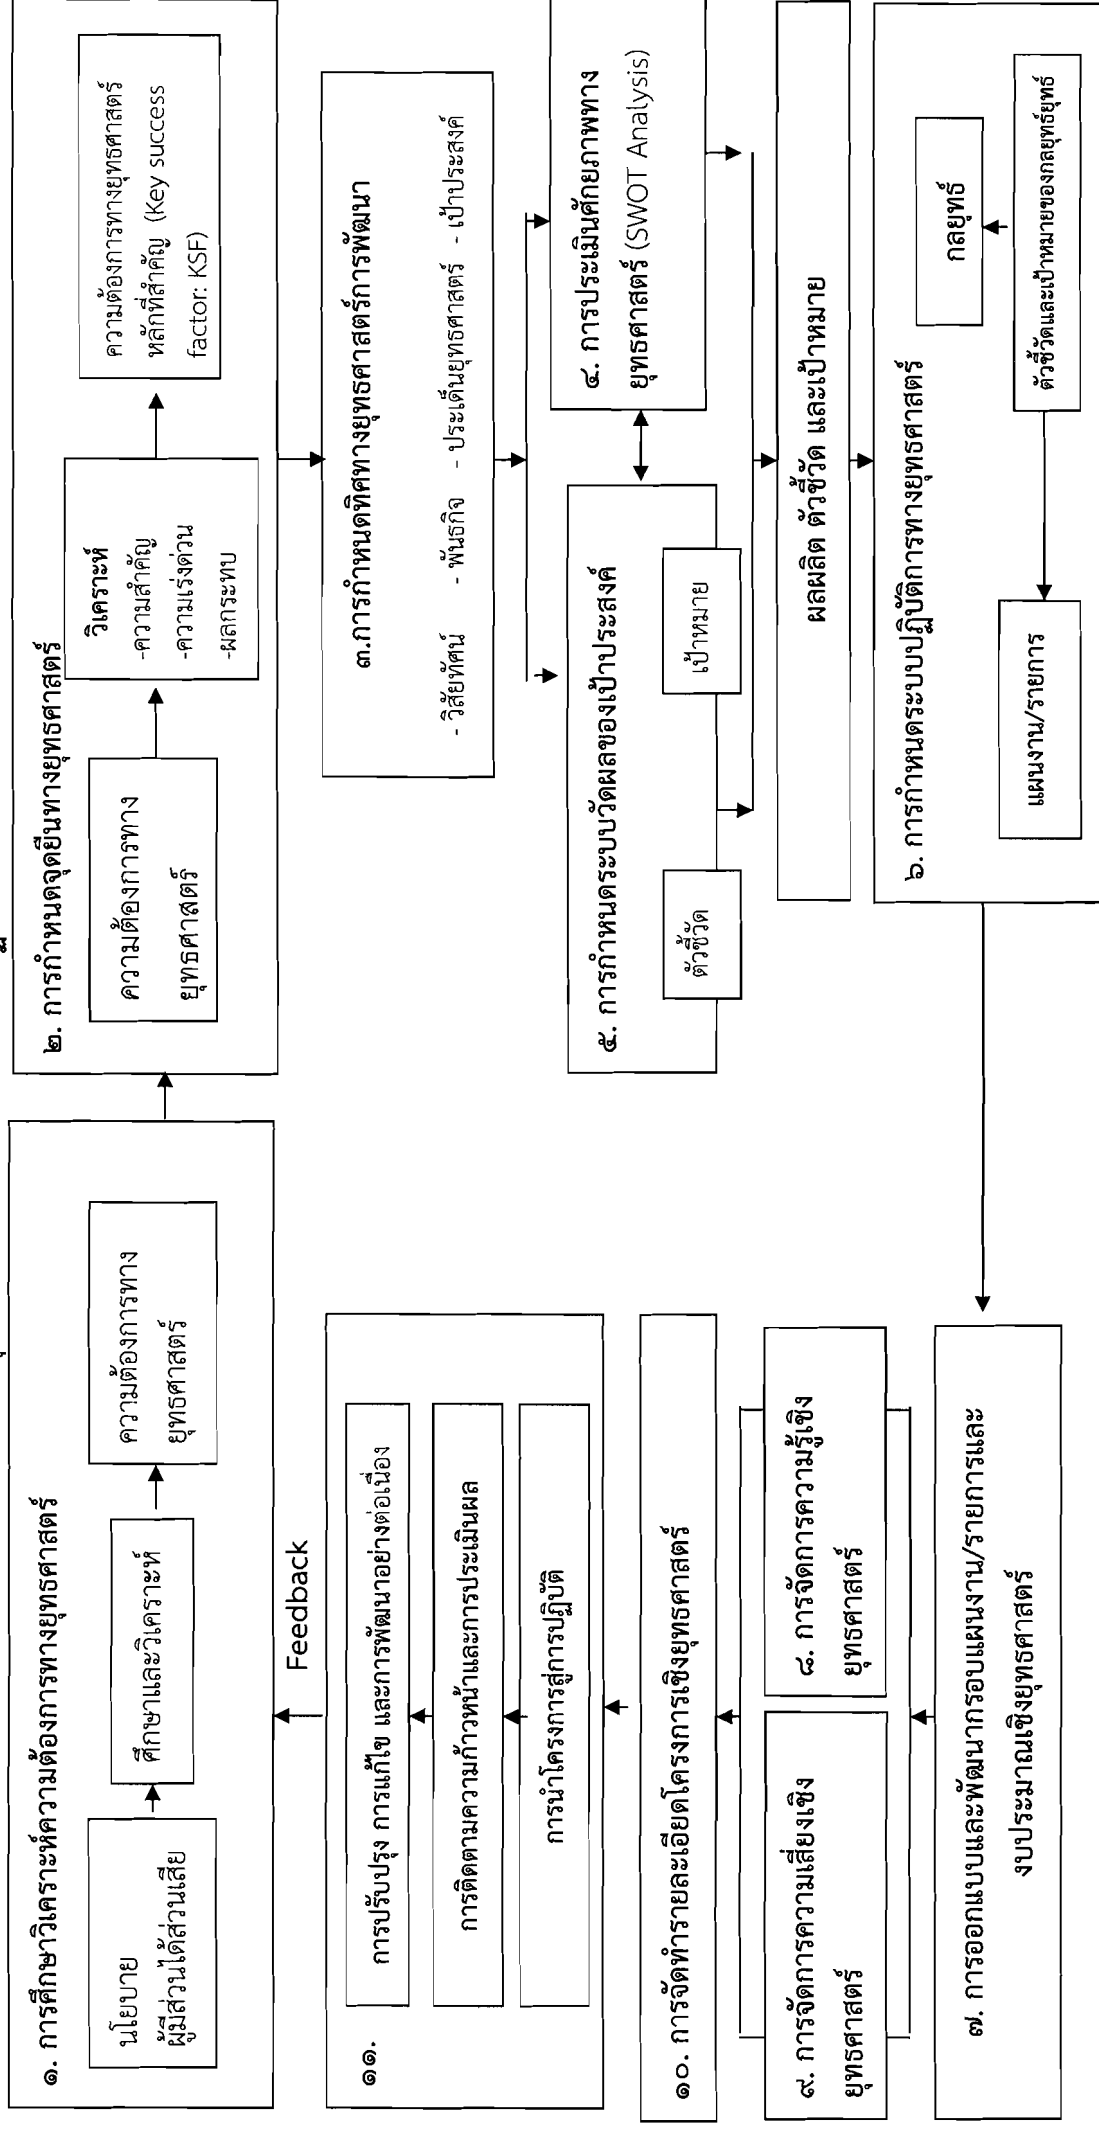 ๑. การศึกษาวิเคราะห์ความต้องการทางยุทธศาสตร์
นโยบาย
ผู้มีส่วนได้ส่วนเสีย
ศึกษาและวิเคราะห์
ความต้องการทาง
ยุทธศาสตร์
๒. การกำหนดจุดยืนทางยุทธศาสตร์
ความต้องการทาง
ยุทธศาสตร์
วิเคราะห์
-ความสำคัญ
-ความเร่งด่วน
-ผลกระทบ
ความต้องการทางยุทธศาสตร์
หลักที่สำคัญ (Key success
factor: KSF)
๓.การกำหนดทิศทางยุทธศาสตร์การพัฒนา
- วิสัยทัศน์ - พันธกิจ - ประเด็นยุทธศาสตร์ - เป้าประสงค์
๔. การประเมินศักยภาพทาง
ยุทธศาสตร์ (SWOT Analysis)
๕. การกำหนดระบบวัดผลของเป้าประสงค์
ตัวชี้วัด
เป้าหมาย
ผลผลิต ตัวชี้วัด และเป้าหมาย
๖. การกำหนดระบบปฏิบัติการทางยุทธศาสตร์
กลยุทธ์
ตัวชี้วัดและเป้าหมายของกลยุทธ์ยุทธ์
แผนงาน/รายการ
๗. การออกแบบและพัฒนากรอบแผนงาน/รายการและ
งบประมาณเชิงยุทธศาสตร์
๘. การจัดการความรู้เชิง
ยุทธศาสตร์
๙. การจัดการความเสี่ยงเชิง
ยุทธศาสตร์
๑๐. การจัดทำรายละเอียดโครงการเชิงยุทธศาสตร์
๑๑.
การนำโครงการสู่การปฏิบัติ
การติดตามความก้าวหน้าและการประเมินผล
การปรับปรุง การแก้ไข และการพัฒนาอย่างต่อเนื่อง
Feedback